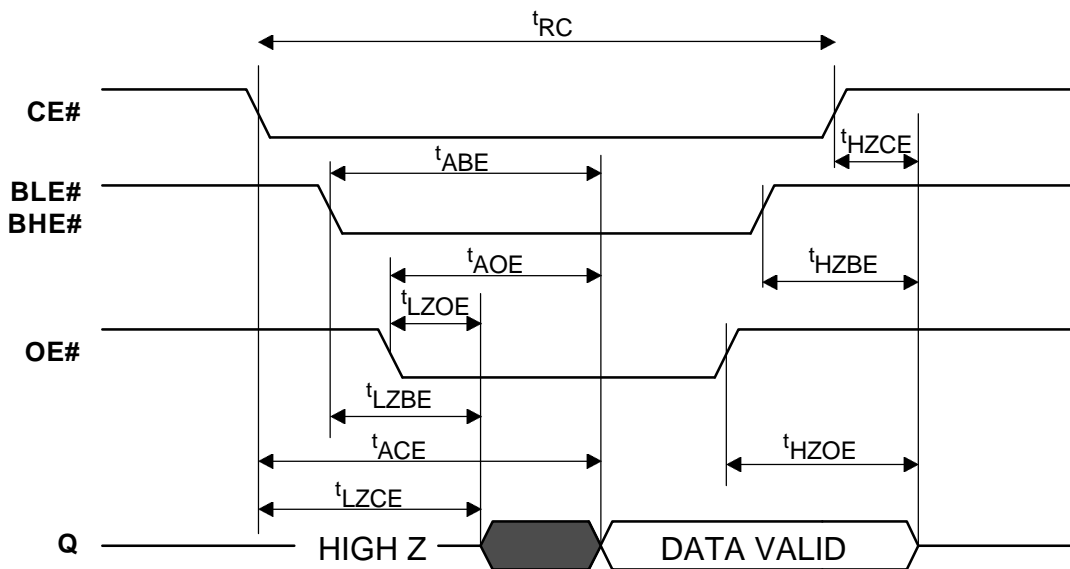 tRC
CE#
tHZCE
tABE
BLE#
BHE#
tAOE
tHZBE
tLZOE
OE#
tLZBE
tACE
tHZOE
tLZCE
Q
HIGH Z
DATA VALID